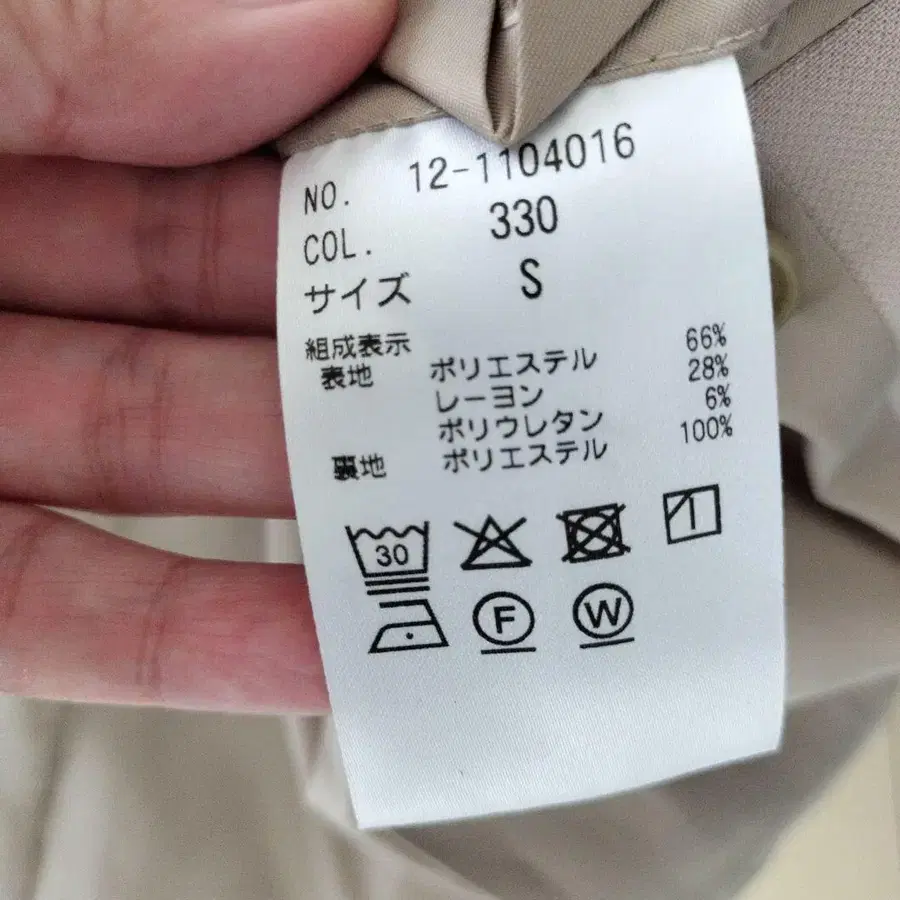 NO. 12-1104016
COL. 330
サイズ S
組成表示
表地 ポリエステル 66%
レーヨン 28%
ポリウレタン 6%
裏地 ポリエステル 100%
30
F W